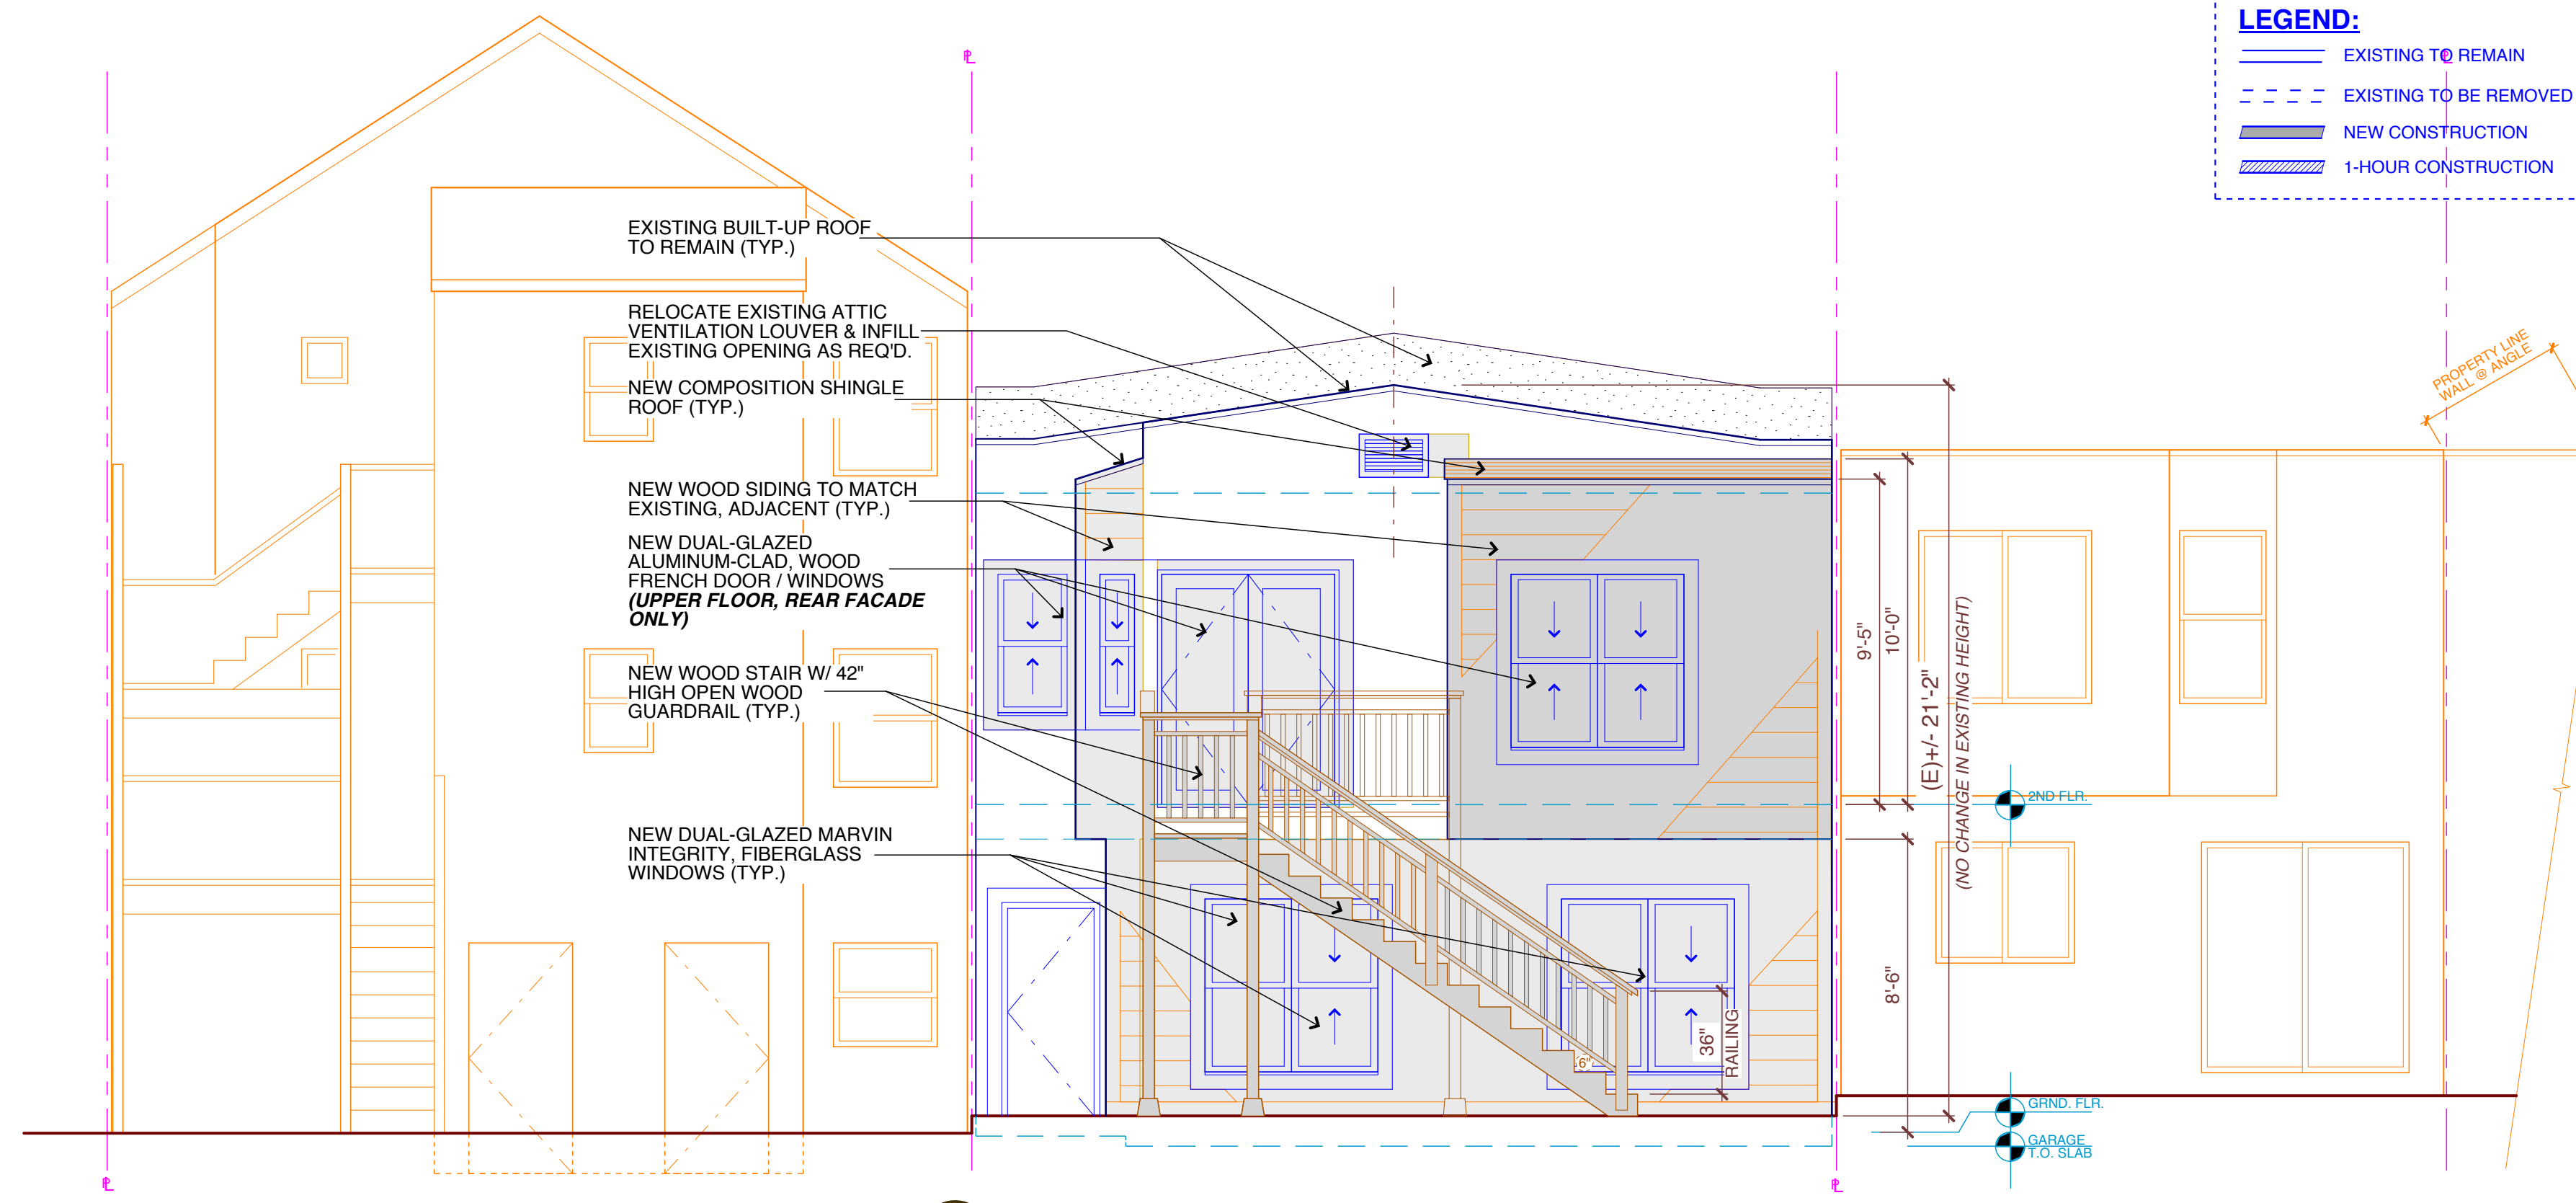 LEGEND:
EXISTING TO REMAIN
EXISTING TO BE REMOVED
NEW CONSTRUCTION
1-HOUR CONSTRUCTION
PL
PL
EXISTING BUILT-UP ROOF
TO REMAIN (TYP.)
RELOCATE EXISTING ATTIC
VENTILATION LOUVER & INFILL
EXISTING OPENING AS REQ'D.
NEW COMPOSITION SHINGLE
ROOF (TYP.)
NEW WOOD SIDING TO MATCH
EXISTING, ADJACENT (TYP.)
NEW DUAL-GLAZED
ALUMINUM-CLAD, WOOD
FRENCH DOOR / WINDOWS
(UPPER FLOOR, REAR FACADE
ONLY)
NEW WOOD STAIR W/ 42"
HIGH OPEN WOOD
GUARDRAIL (TYP.)
NEW DUAL-GLAZED MARVIN
INTEGRITY, FIBERGLASS
WINDOWS (TYP.)
PROPERTY LINE
WALL @ ANGLE
9'-5"
10'-0"
(E)+/- 21'-2"
(NO CHANGE IN EXISTING HEIGHT)
8'-6"
36"
RAILING
6"
2ND FLR.
GRND. FLR.
GARAGE
T.O. SLAB
PL
PL